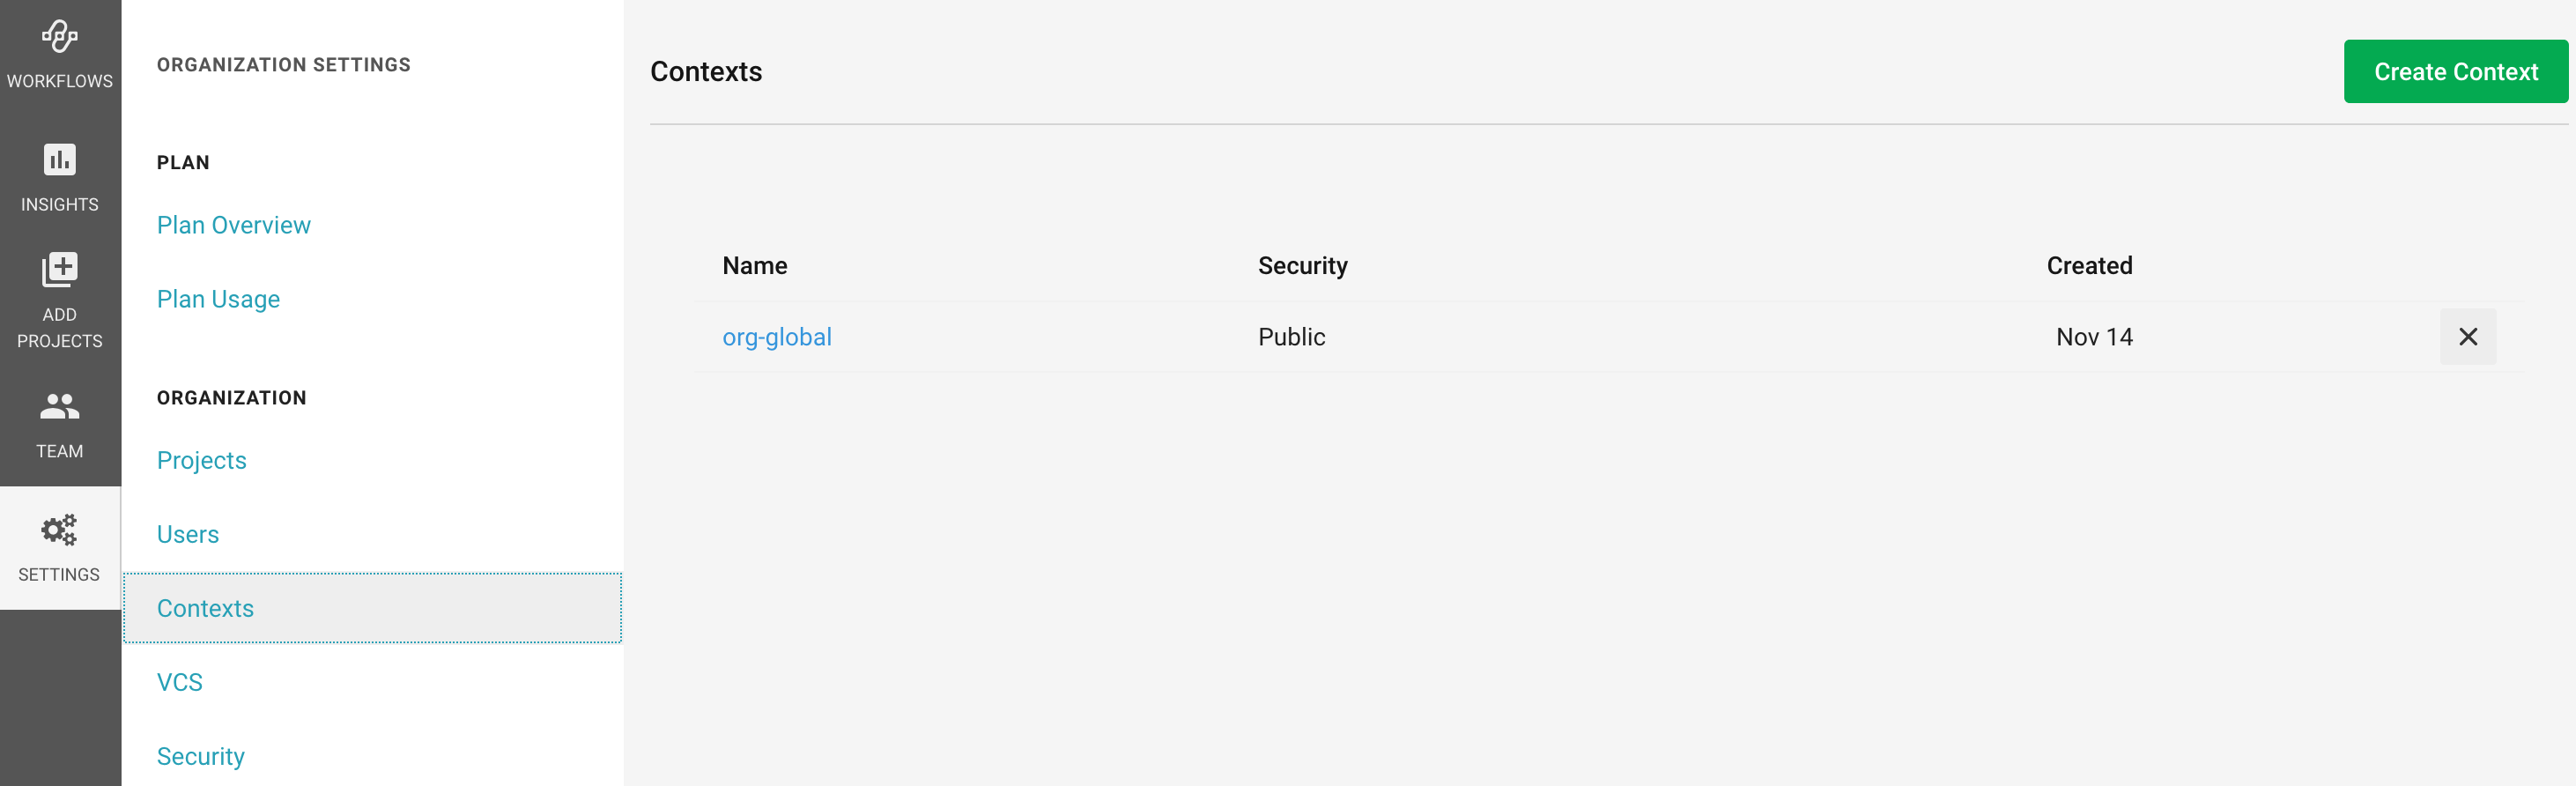 WORKFLOWS
INSIGHTS
ADD
PROJECTS
TEAM
SETTINGS
ORGANIZATION SETTINGS
PLAN
Plan Overview
Plan Usage
ORGANIZATION
Projects
Users
Contexts
VCS
Security
Contexts
Create Context
Name Security Created
org-global Public Nov 14